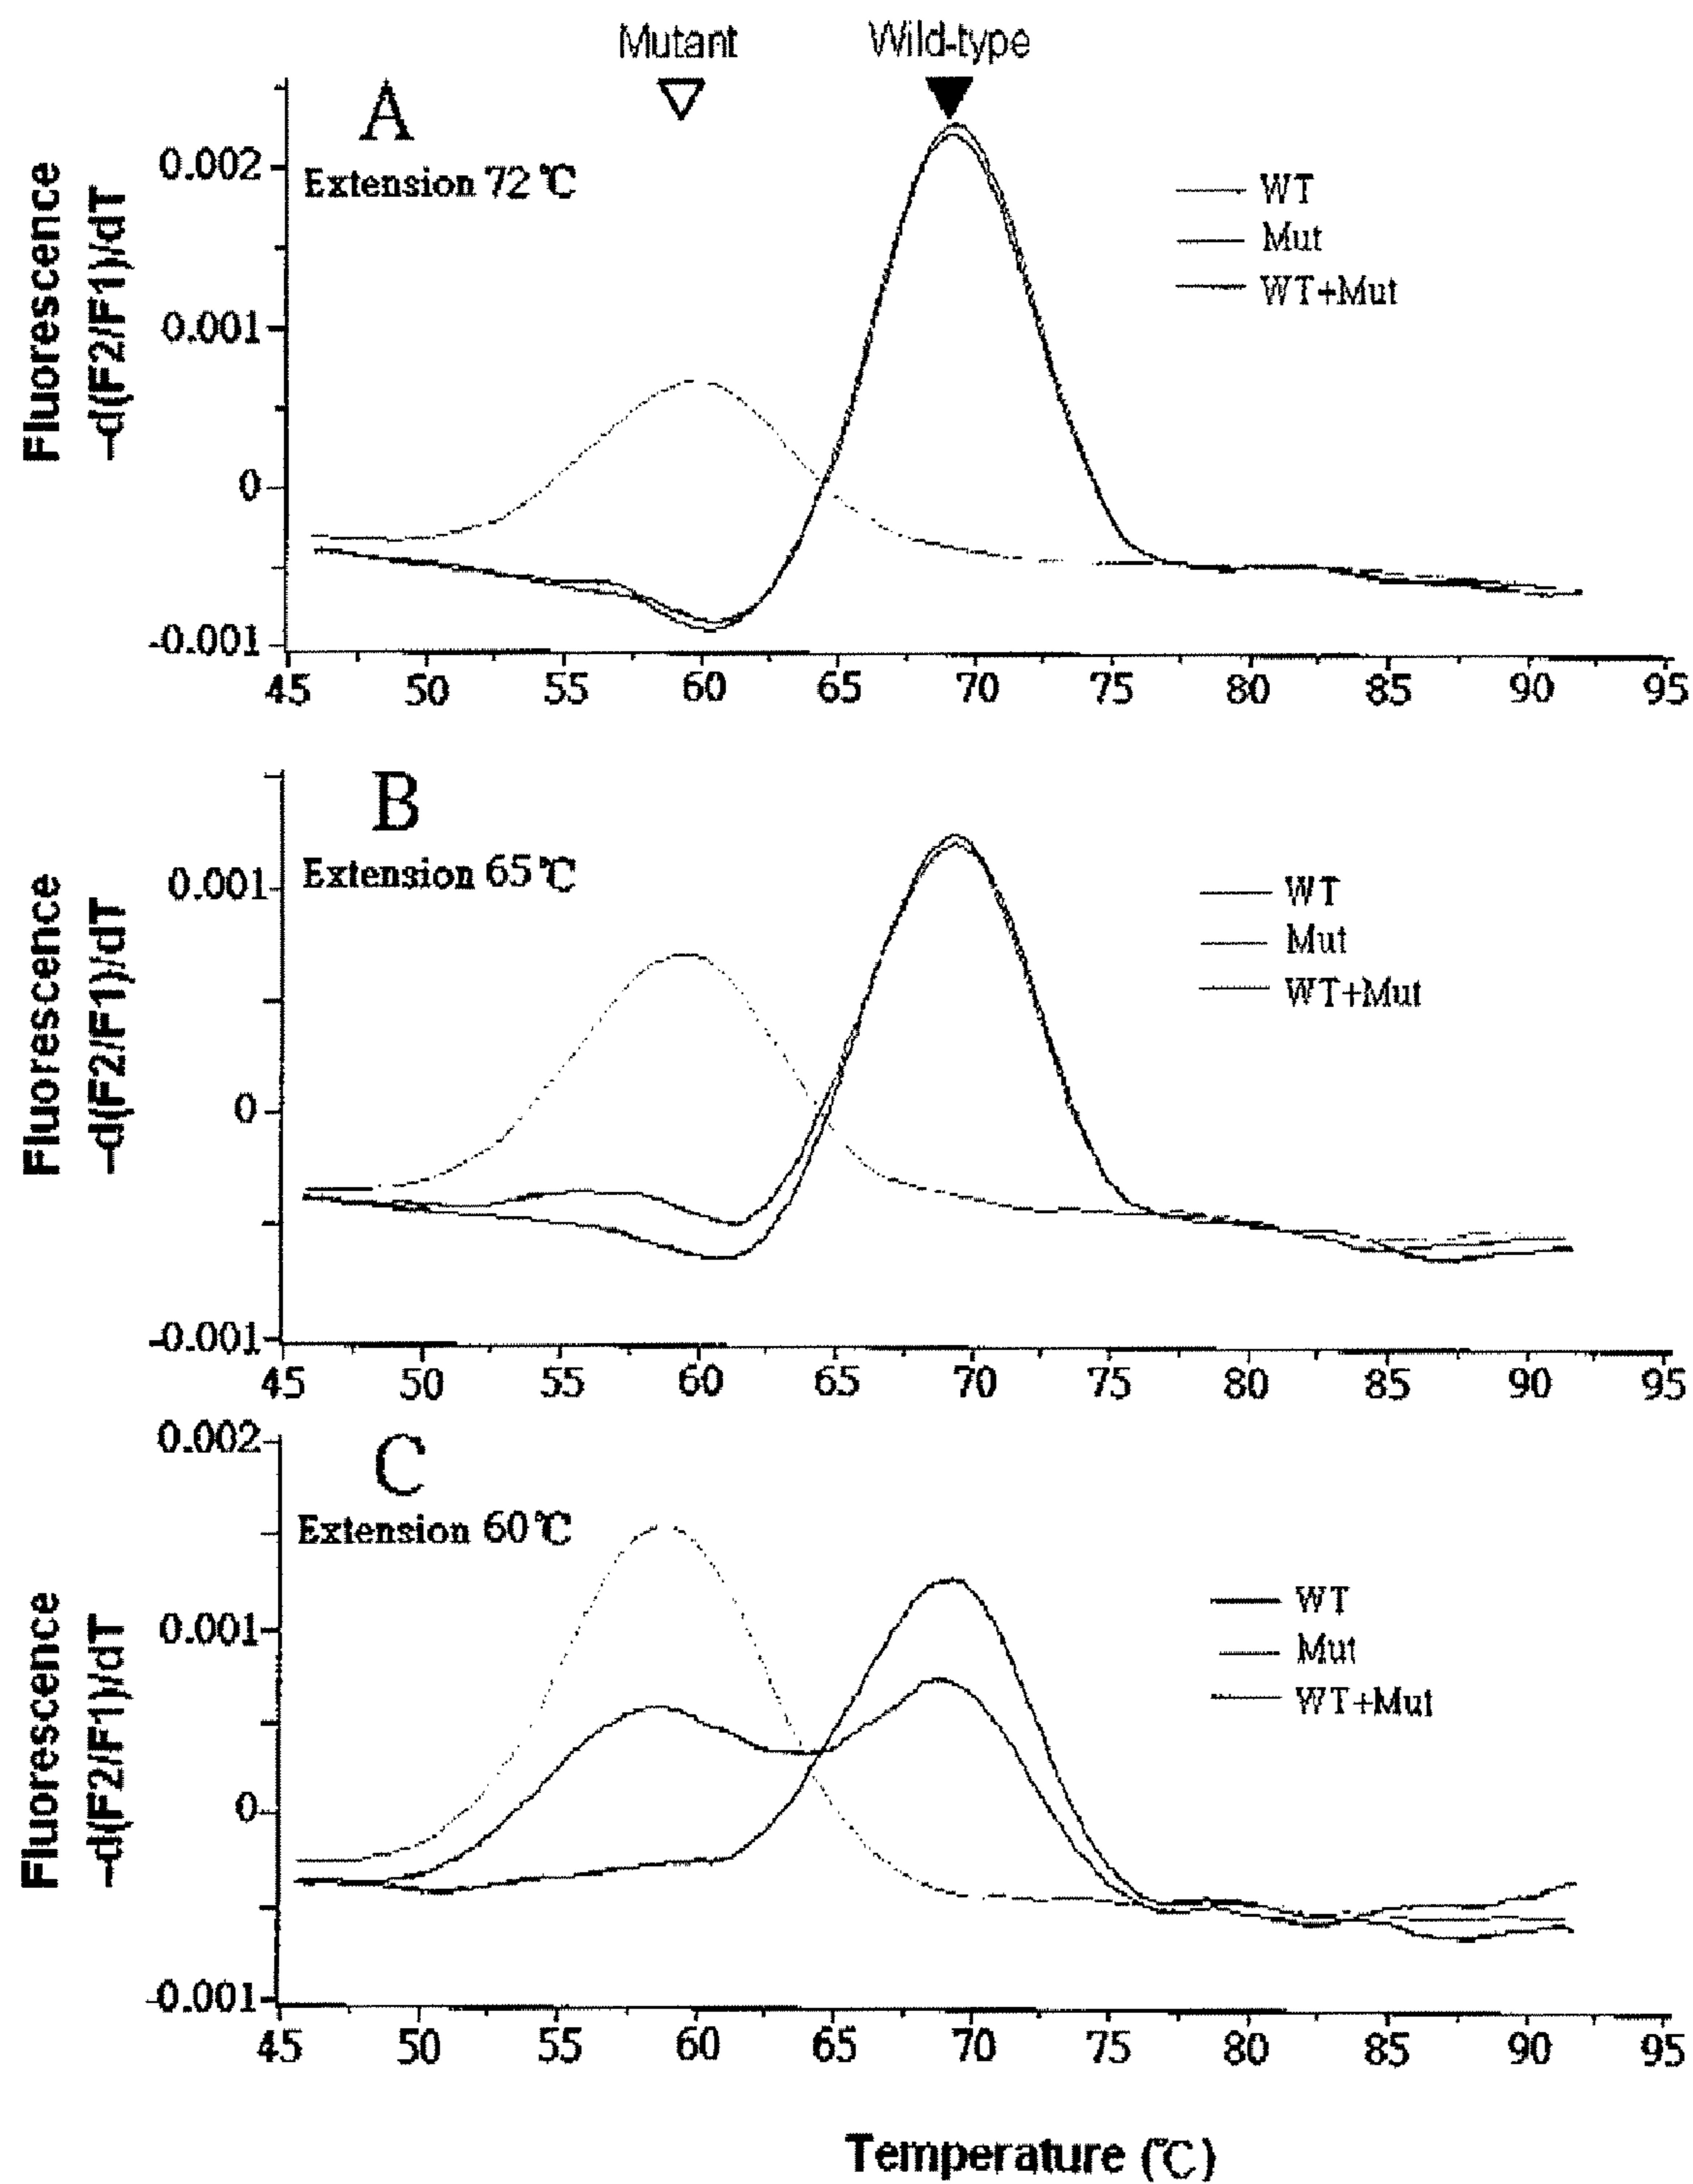 Mutant Wild-type
A
Extension 72℃
Fluorescence
-d(F2/F1)/dT
0.002
0.001
0
-0.001
WT
Mut
WT+Mut
45 50 55 60 65 70 75 80 85 90 95
B
Extension 65℃
Fluorescence
-d(F2/F1)/dT
0.001
0
-0.001
WT
Mut
WT+Mut
45 50 55 60 65 70 75 80 85 90 95
C
Extension 60℃
Fluorescence
-d(F2/F1)/dT
0.002
0.001
0
-0.001
WT
Mut
WT+Mut
45 50 55 60 65 70 75 80 85 90 95
Temperature (℃)